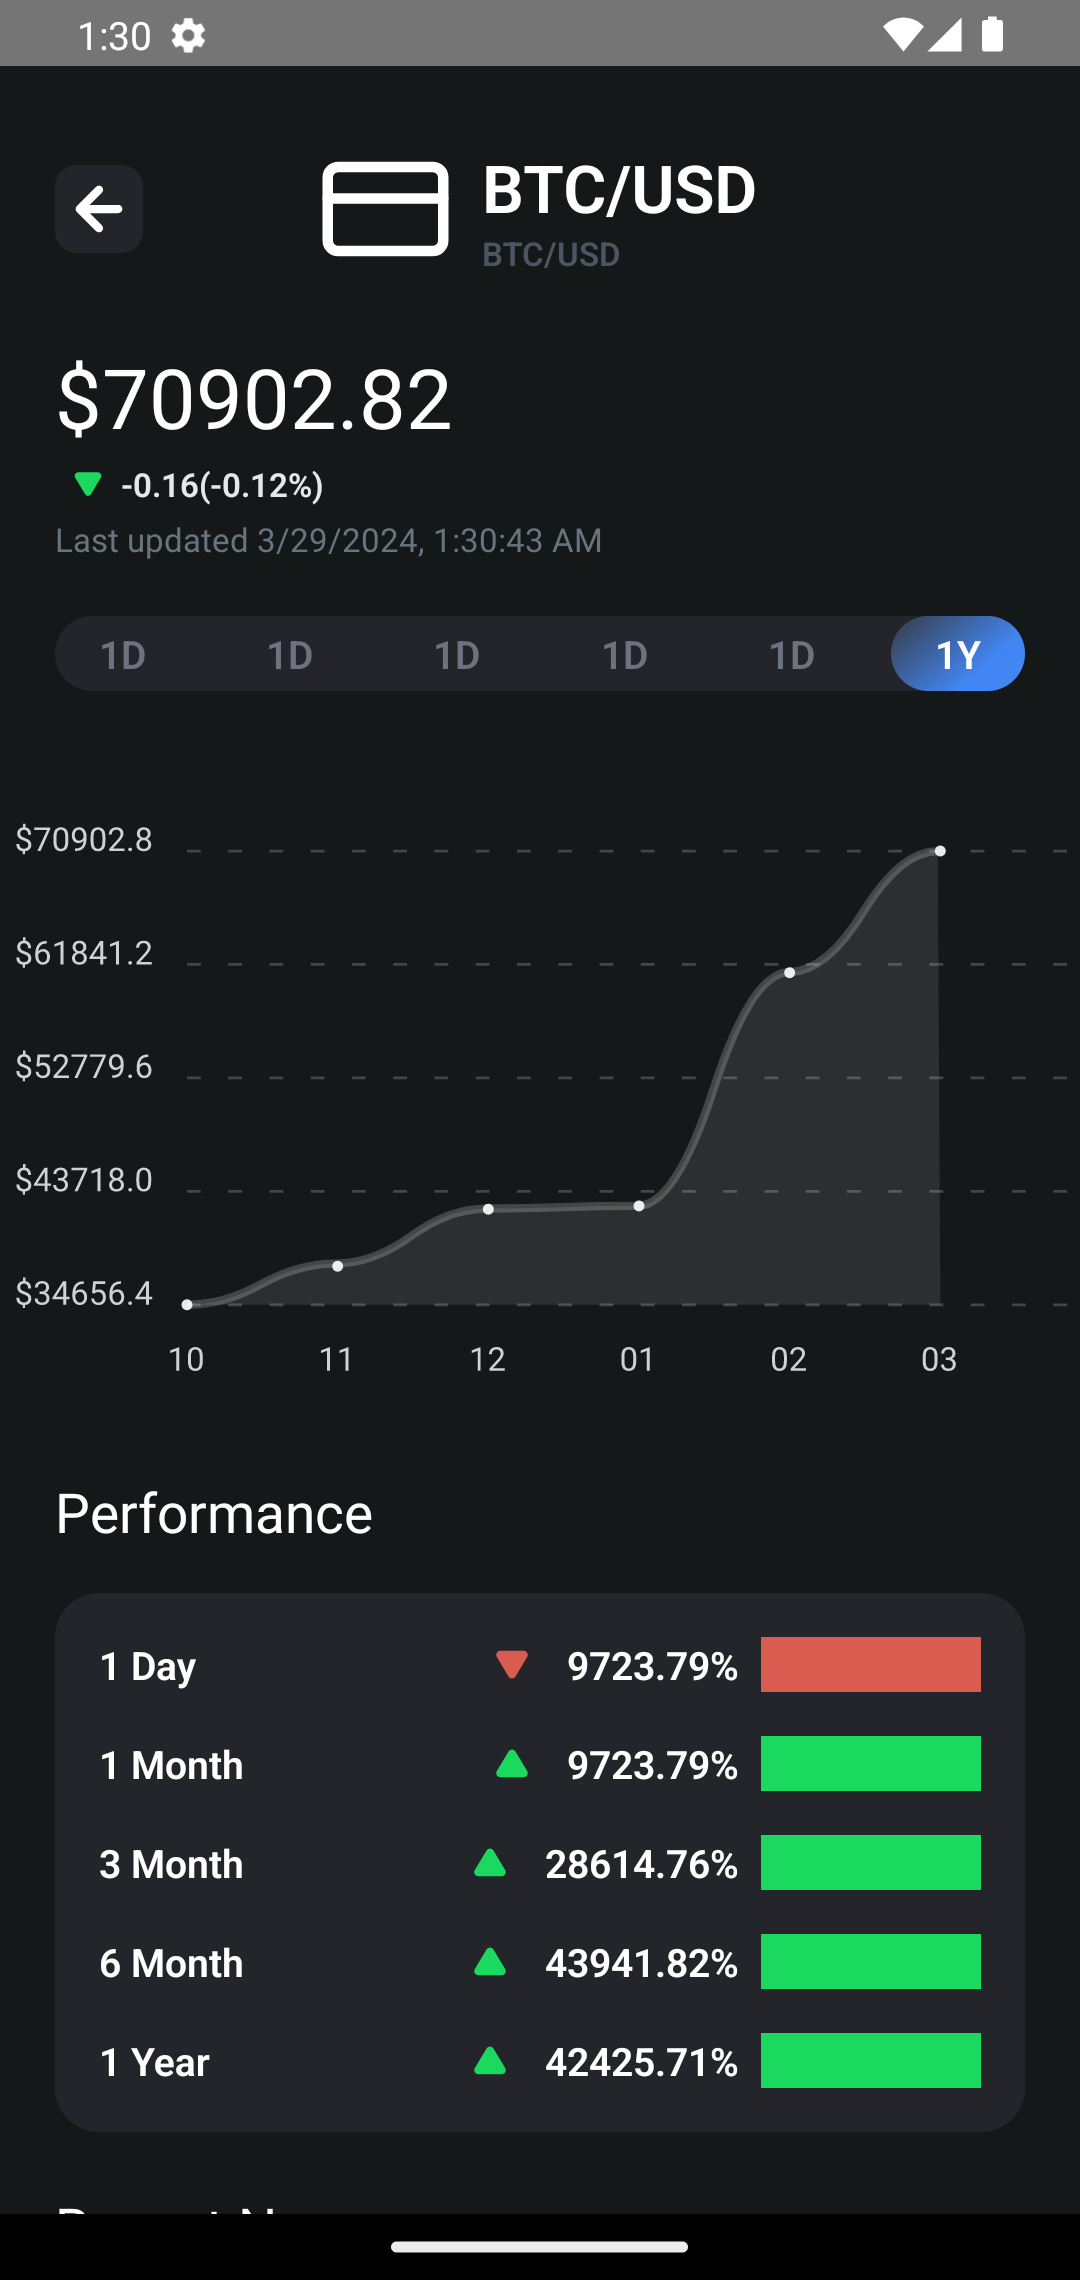 1:30
BTC/USD
BTC/USD
$70902.82
-0.16(-0.12%)
Last updated 3/29/2024, 1:30:43 AM
1D 1D 1D 1D 1D 1Y
$70902.8
$61841.2
$52779.6
$43718.0
$34656.4
10 11 12 01 02 03
Performance
1 Day 9723.79%
1 Month 9723.79%
3 Month 28614.76%
6 Month 43941.82%
1 Year 42425.71%